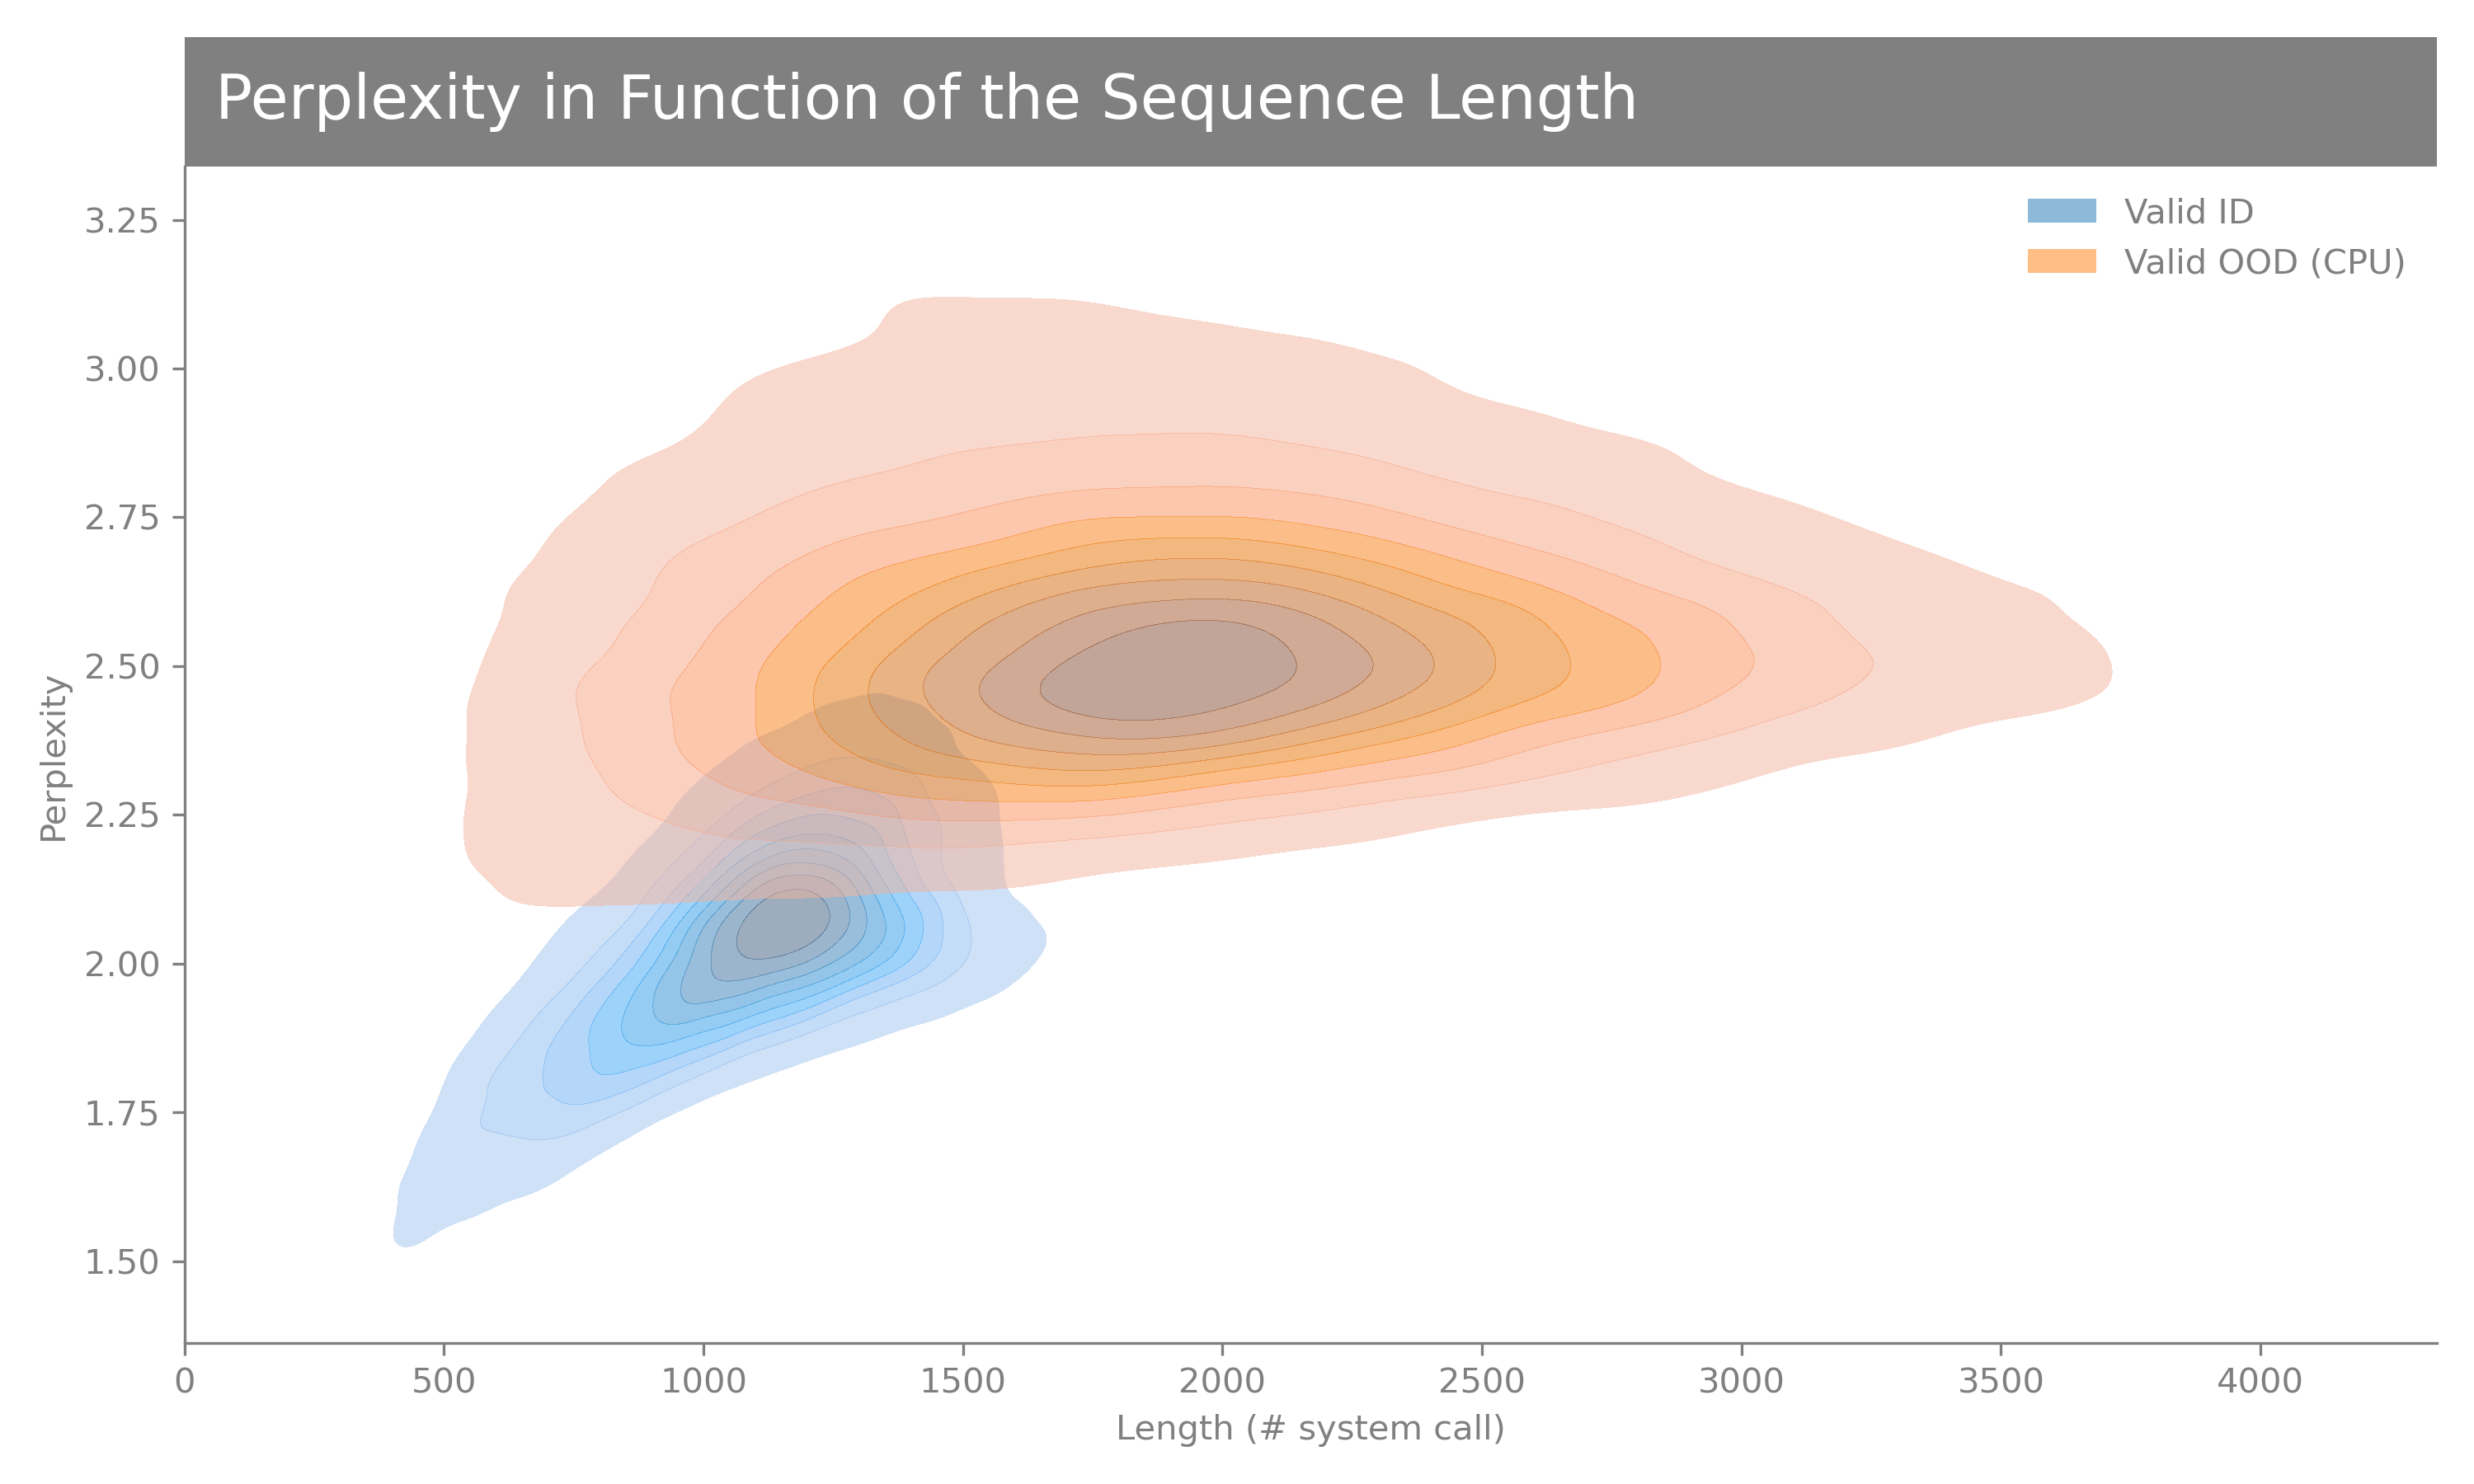 Perplexity in Function of the Sequence Length
Valid ID
Valid OOD (CPU)
3.25
3.00
2.75
2.50
2.25
2.00
1.75
1.50
Perplexity
0 500 1000 1500 2000 2500 3000 3500 4000
Length (# system call)